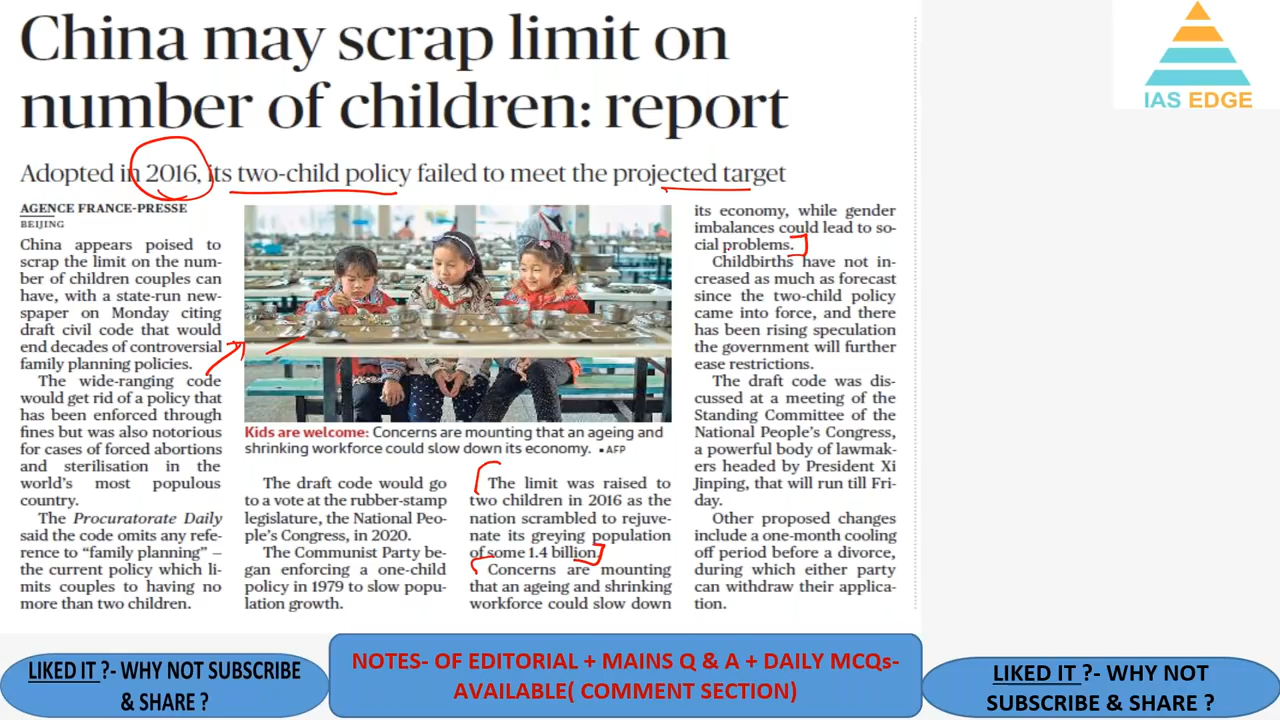 China may scrap limit on
number of children: report
Adopted in 2016, its two-child policy failed to meet the projected target
AGENCE FRANCE-PRESSE
BEIJING
China appears poised to
scrap the limit on the num-
ber of children couples can
have, with a state-run new-
spaper on Monday citing
draft civil code that would
end decades of controversial
family planning policies.
The wide-ranging code
would get rid of a policy that
has been enforced through
fines but was also notorious
for cases of forced abortions
and sterilisation in the
world's most populous
country.
The Procuratorate Daily
said the code omits any refe-
rence to "family planning" –
the current policy which li-
mits couples to having no
more than two children.
Kids are welcome: Concerns are mounting that an ageing and
shrinking workforce could slow down its economy. •AFP
The draft code would go
to a vote at the rubber-stamp
legislature, the National Peo-
ple's Congress, in 2020.
The Communist Party be-
gan enforcing a one-child
policy in 1979 to slow popu-
lation growth.
The limit was raised to
two children in 2016 as the
nation scrambled to rejuve-
nate its greying population
of some 1.4 billion.
Concerns are mounting
that an ageing and shrinking
workforce could slow down
its economy, while gender
imbalances could lead to so-
cial problems.
Childbirths have not in-
creased as much as forecast
since the two-child policy
came into force, and there
has been rising speculation
the government will further
ease restrictions.
The draft code was dis-
cussed at a meeting of the
Standing Committee of the
National People's Congress,
a powerful body of lawmak-
ers headed by President Xi
Jinping, that will run till Fri-
day.
Other proposed changes
include a one-month cooling
off period before a divorce,
during which either party
can withdraw their applica-
tion.
IAS EDGE
LIKED IT ?- WHY NOT SUBSCRIBE
& SHARE ?
NOTES- OF EDITORIAL + MAINS Q & A + DAILY MCQs-
AVAILABLE( COMMENT SECTION)
LIKED IT ?- WHY NOT
SUBSCRIBE & SHARE ?